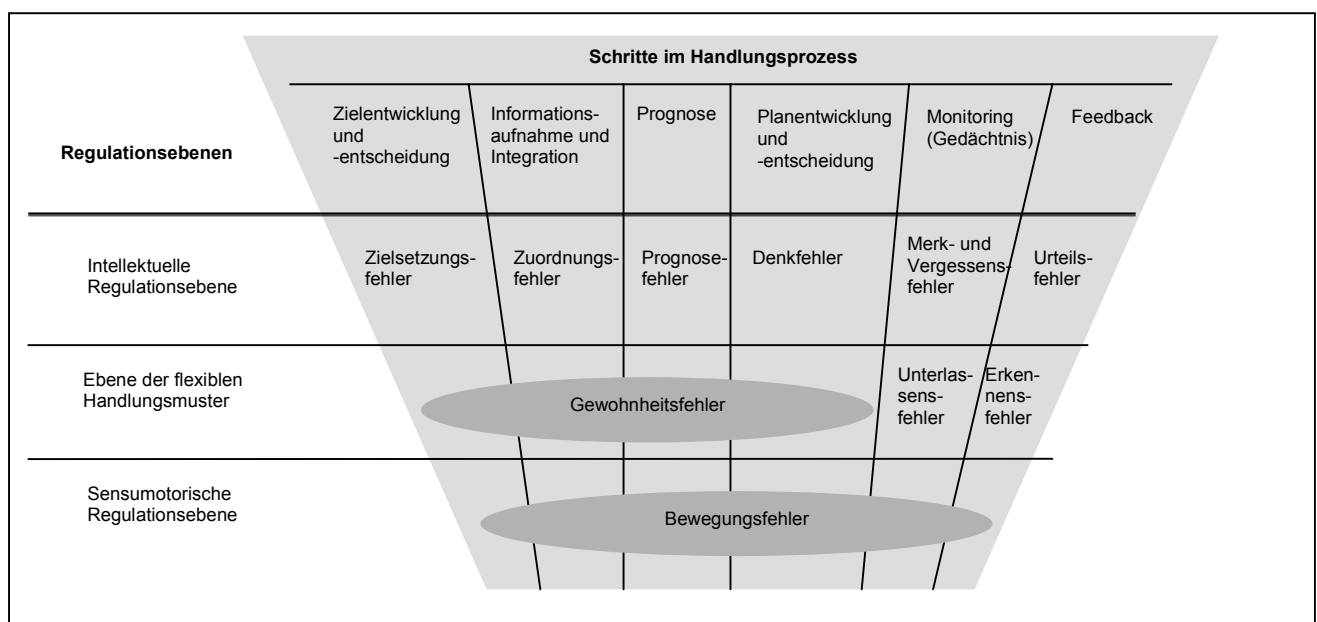 Schritte im Handlungsprozess
Regulationsebenen
Zielentwicklung
und
-entscheidung
Informations-
aufnahme und
Integration
Prognose
Planentwicklung
und
-entscheidung
Monitoring
(Gedächtnis)
Feedback
Intellektuelle
Regulationsebene
Zielsetzungs-
fehler
Zuordnungs-
fehler
Prognose-
fehler
Denkfehler
Merk- und
Vergessens-
fehler
Urteils-
fehler
Ebene der flexiblen
Handlungsmuster
Gewohnheitsfehler
Unterlas-
sens-
fehler
Erken-
nens-
fehler
Sensumotorische
Regulationsebene
Bewegungsfehler